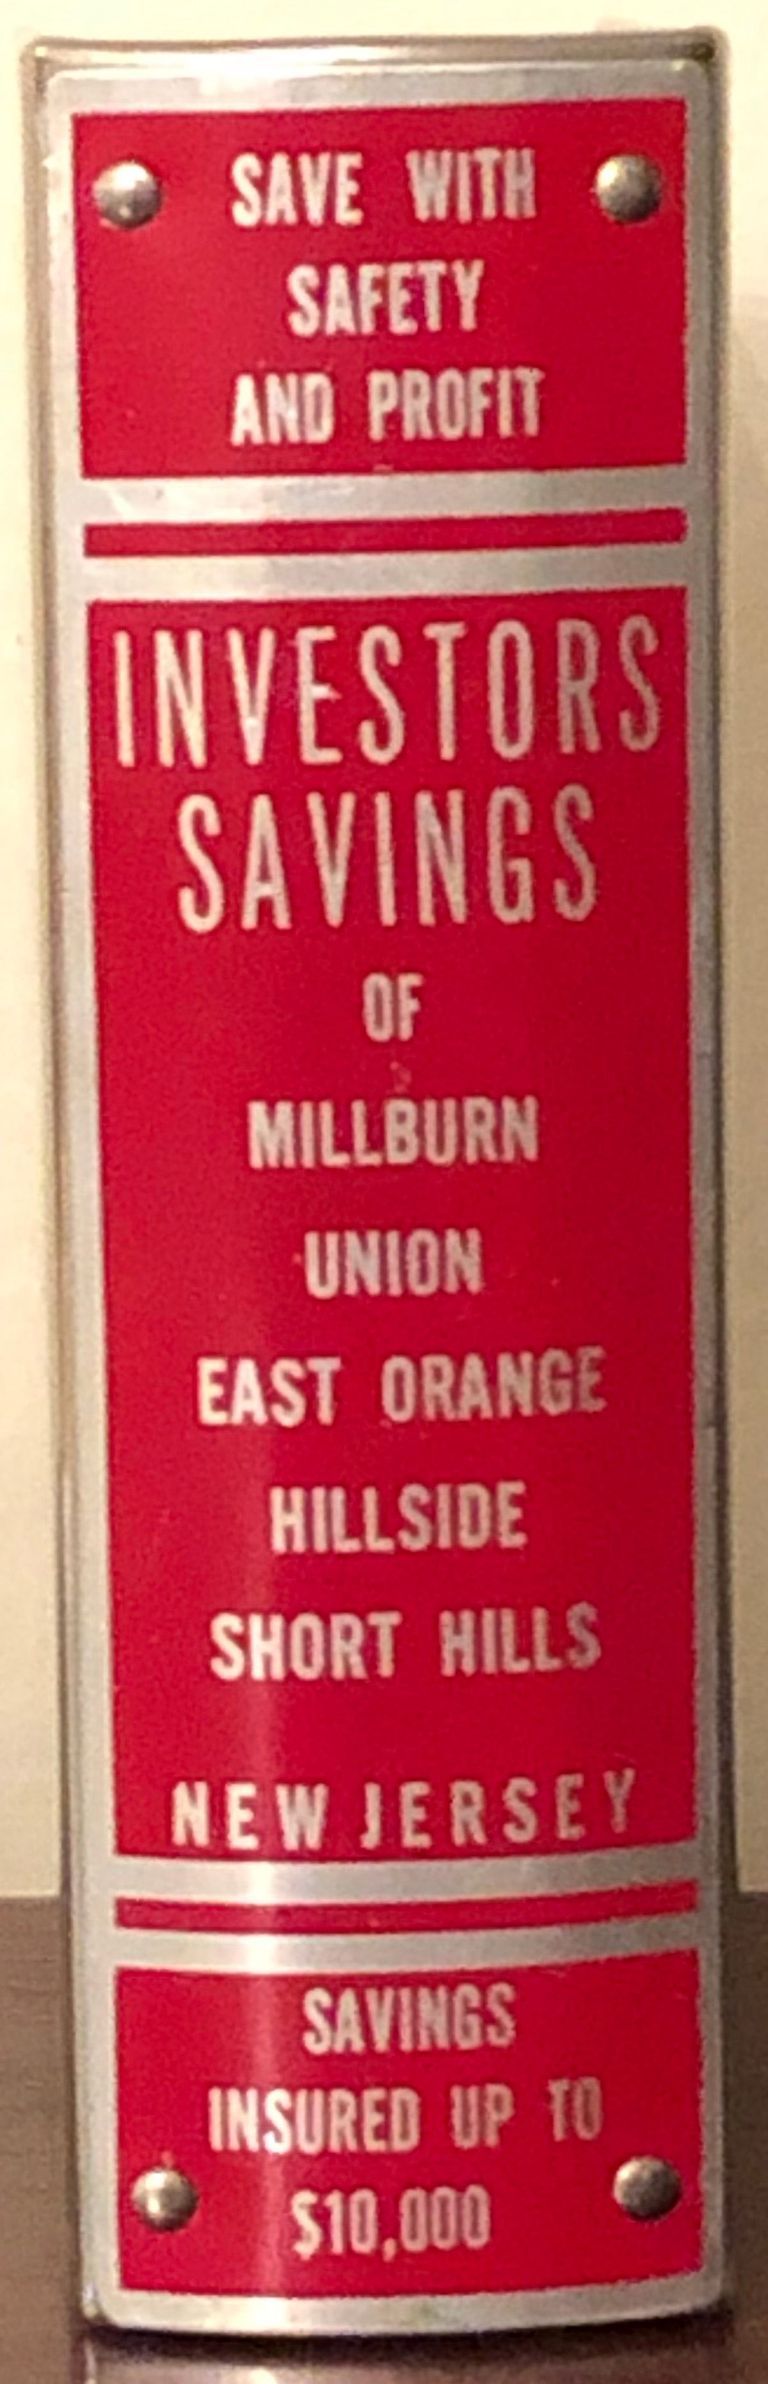 SAVE WITH
SAFETY
AND PROFIT
INVESTORS
SAVINGS
OF
MILLBURN
UNION
EAST ORANGE
HILLSIDE
SHORT HILLS
NEW JERSEY
SAVINGS
INSURED UP TO
$10,000